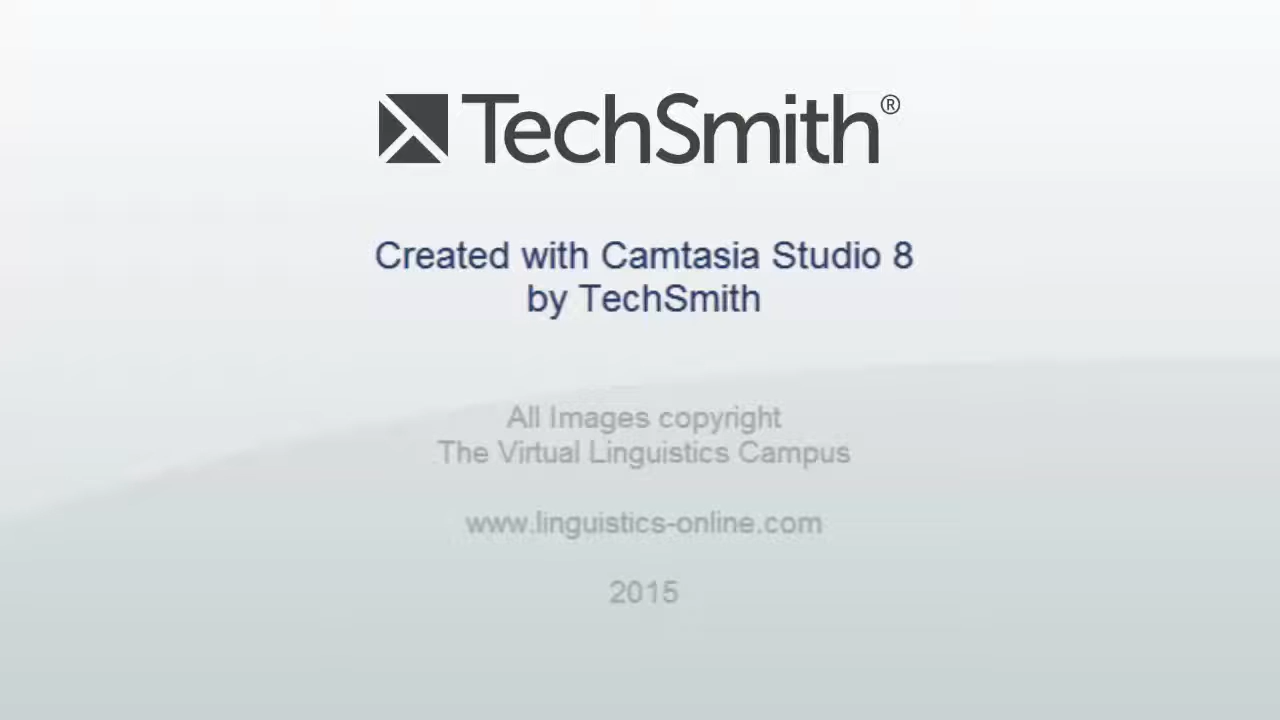 TechSmith®
Created with Camtasia Studio 8
by TechSmith
All Images copyright
The Virtual Linguistics Campus
www.linguistics-online.com
2015